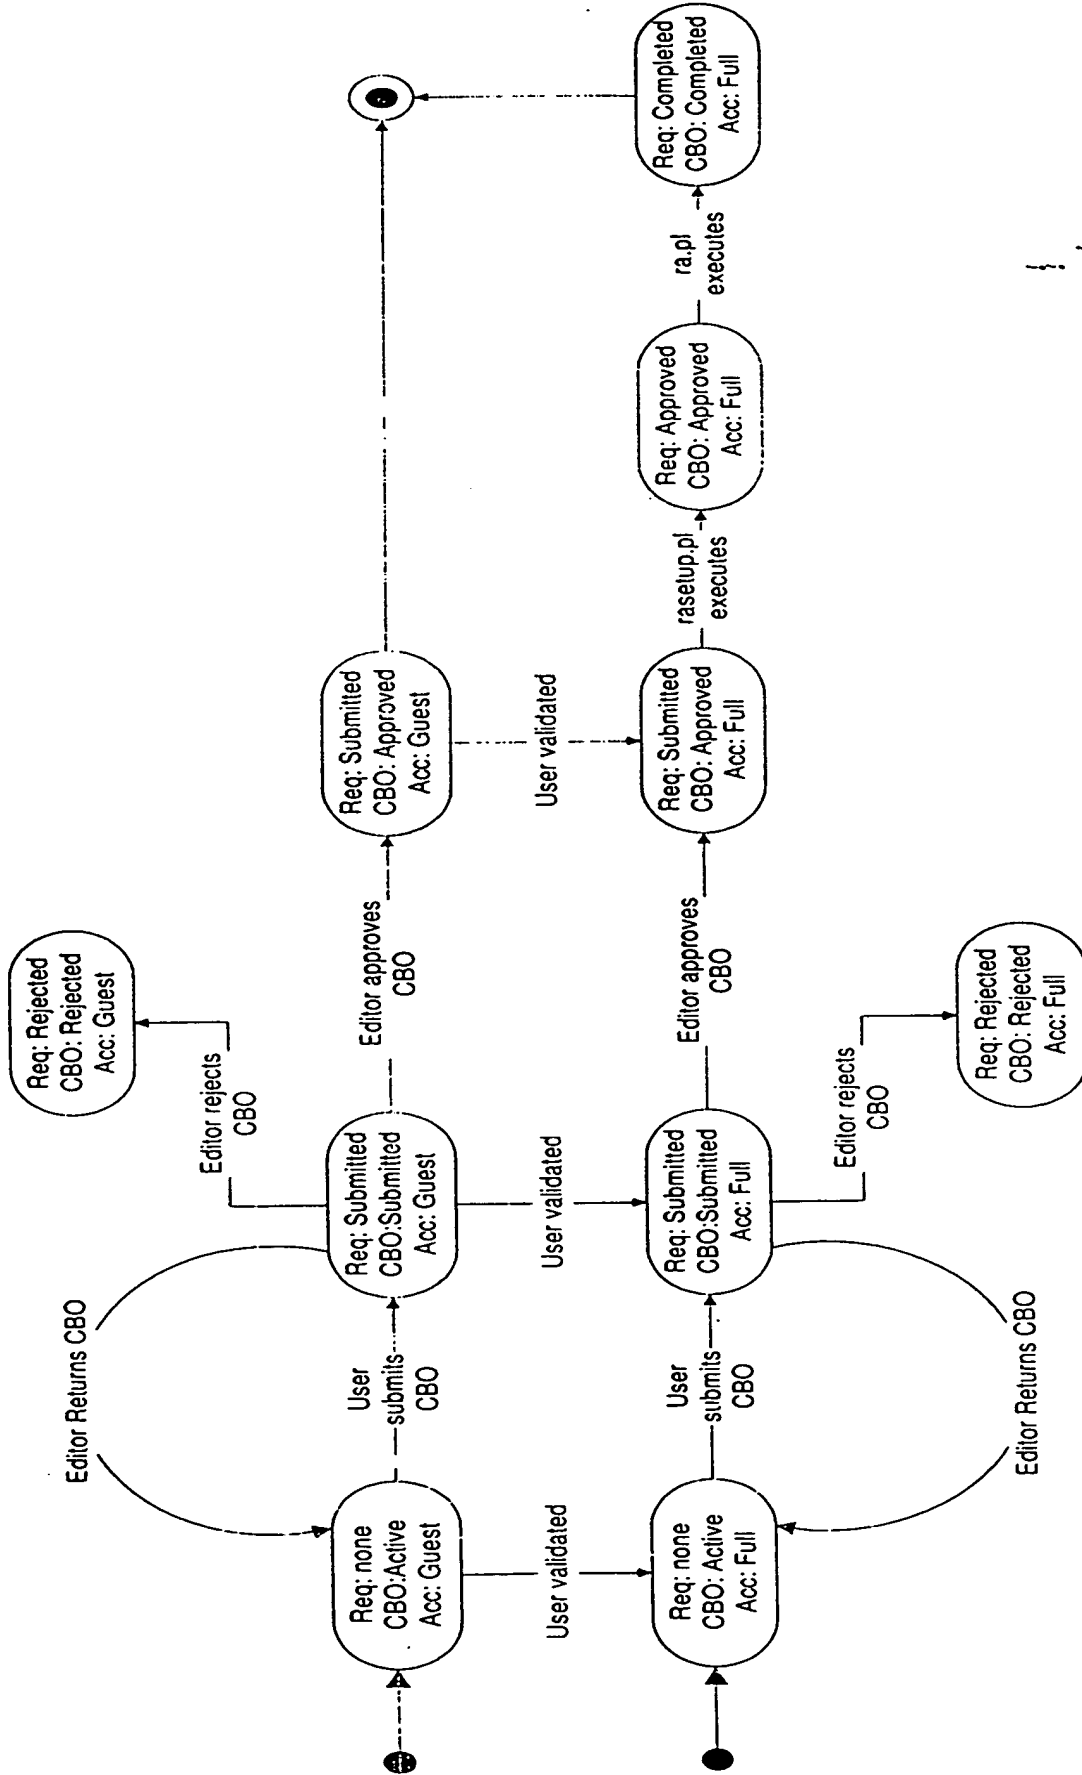 Editor Returns CBO
Req: Rejected
CBO: Rejected
Acc: Guest
Editor rejects
CBO
Req: none
CBO:Active
Acc: Guest
User
submits
CBO
Req: Submitted
CBO:Submitted
Acc: Guest
Editor approves
CBO
Req: Submitted
CBO: Approved
Acc: Guest
User validated
User validated
User validated
Req: none
CBO: Active
Acc: Full
User
submits
CBO
Req: Submitted
CBO:Submitted
Acc: Full
Editor approves
CBO
Req: Submitted
CBO: Approved
Acc: Full
rasetup.pl
executes
Req: Approved
CBO: Approved
Acc: Full
ra.pl
executes
Req: Completed
CBO: Completed
Acc: Full
Editor rejects
CBO
Editor Returns CBO
Req: Rejected
CBO: Rejected
Acc: Full